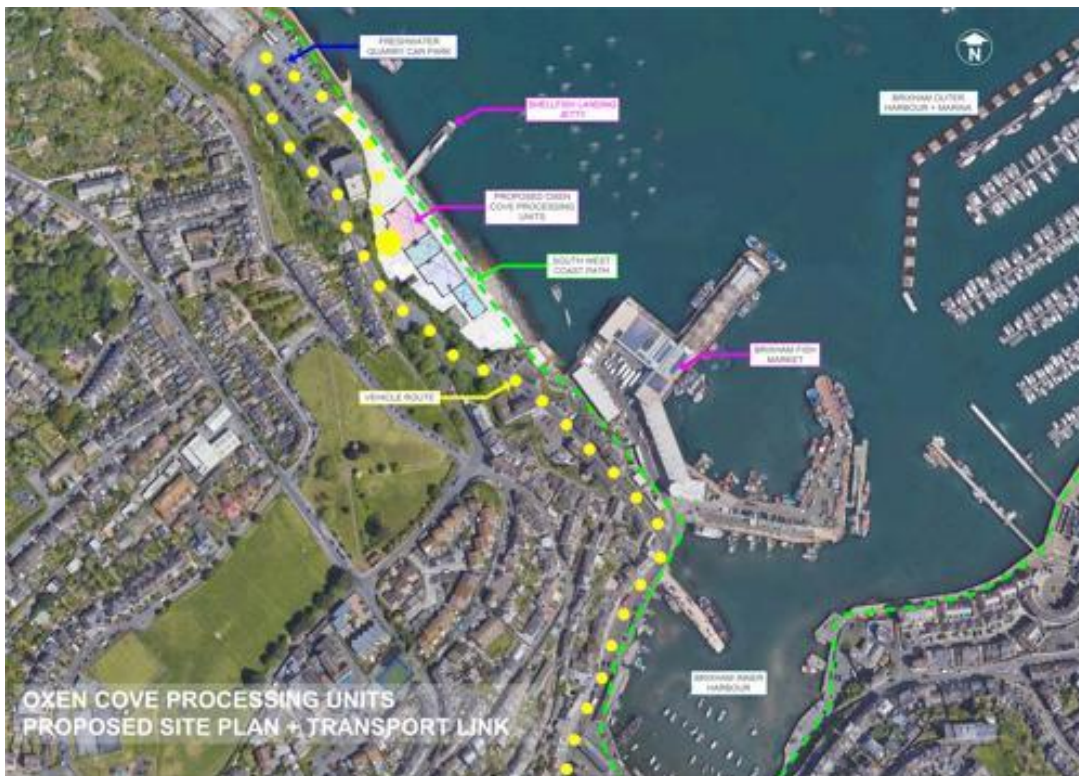 FRESHWATER
QUARRY CAR PARK
N
SHELLFISH LANDING
JETTY
BRIXHAM OUTER
HARBOUR + MARINA
PROPOSED OXEN
COVE PROCESSING
UNITS
SOUTH WEST
COAST PATH
BRIXHAM FISH
MARKET
VEHICLE ROUTE
BRIXHAM INNER
HARBOUR
OXEN COVE PROCESSING UNITS
PROPOSED SITE PLAN + TRANSPORT LINK